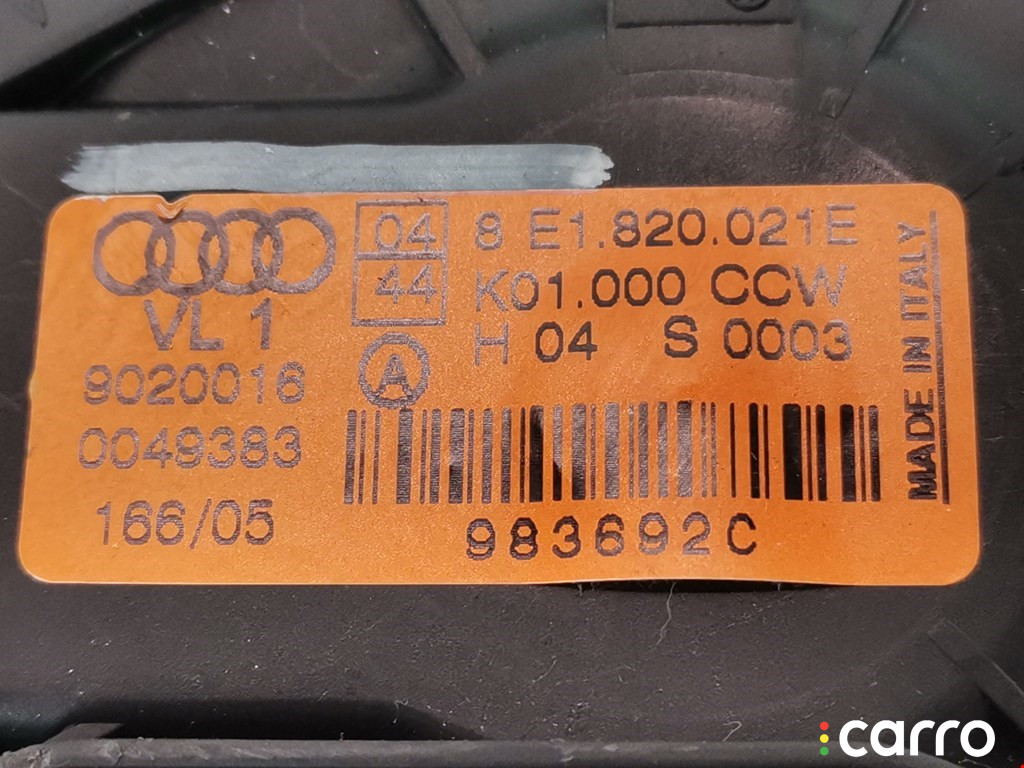 04
44
8 E1.820.021E
K01.000 CCW
H 04 S 0003
VL 1
A
9020016
0049383
166/05
983692C
MADE IN ITALY
carro